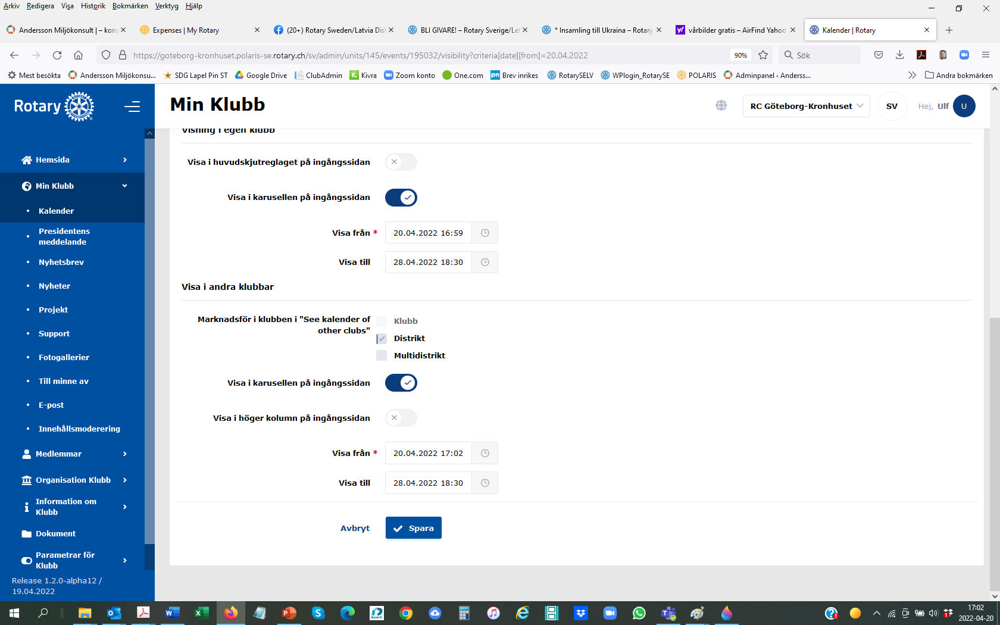 Arkiv Redigera Visa Historik Bokmärken Verktyg Hjälp
Andersson Miljökonsult | – kons
Expenses | My Rotary
(20+) Rotary Sweden/Latvia Dist
BLI GIVARE! – Rotary Sverige/Let
* Insamling till Ukraina – Rotary
vårbilder gratis – AirFind Yahoo
Kalender | Rotary
https://goteborg-kronhuset.polaris-se.rotary.ch/sv/admin/units/145/events/195032/visibility?criteria[date][from]=20.04.2022
90%
Sök
Mest besökta
Andersson Miljökonsu...
SDG Lapel Pin ST
Google Drive
ClubAdmin
Kivra
Zoom konto
One.com
Brev inrikes
RotarySELV
WPlogin_RotarySE
POLARIS
Adminpanel ‹ Anderss...
Andra bokmärken
Rotary
Min Klubb
RC Göteborg-Kronhuset
SV
Hej, Ulf
U
Hemsida
Min Klubb
Kalender
Presidentens
meddelande
Nyhetsbrev
Nyheter
Projekt
Support
Fotogallerier
Till minne av
E-post
Innehållsmoderering
Medlemmar
Organisation Klubb
Information om
Klubb
Dokument
Parametrar för
Klubb
Release 1.2.0-alpha12 /
19.04.2022
Visning i egen klubb
Visa i huvudskjutreglaget på ingångssidan
Visa i karusellen på ingångssidan
Visa från * 20.04.2022 16:59
Visa till 28.04.2022 18:30
Visa i andra klubbar
Marknadsför i klubben i "See kalender of
other clubs"
Klubb
Distrikt
Multidistrikt
Visa i karusellen på ingångssidan
Visa i höger kolumn på ingångssidan
Visa från * 20.04.2022 17:02
Visa till 28.04.2022 18:30
Avbryt
Spara
17:02
2022-04-20